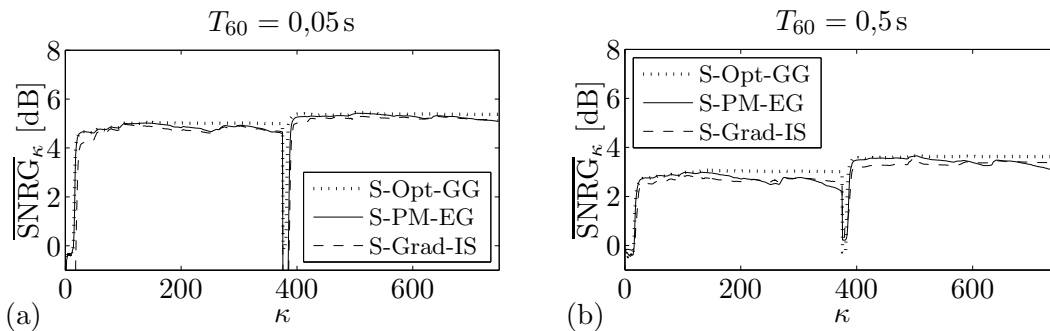 T₆₀ = 0,05 s
SNRG_κ [dB]
8
6
4
2
0
S-Opt-GG
S-PM-EG
S-Grad-IS
0 200 400 600
(a)
κ
T₆₀ = 0,5 s
SNRG_κ [dB]
8
6
4
2
0
S-Opt-GG
S-PM-EG
S-Grad-IS
0 200 400 600
(b)
κ